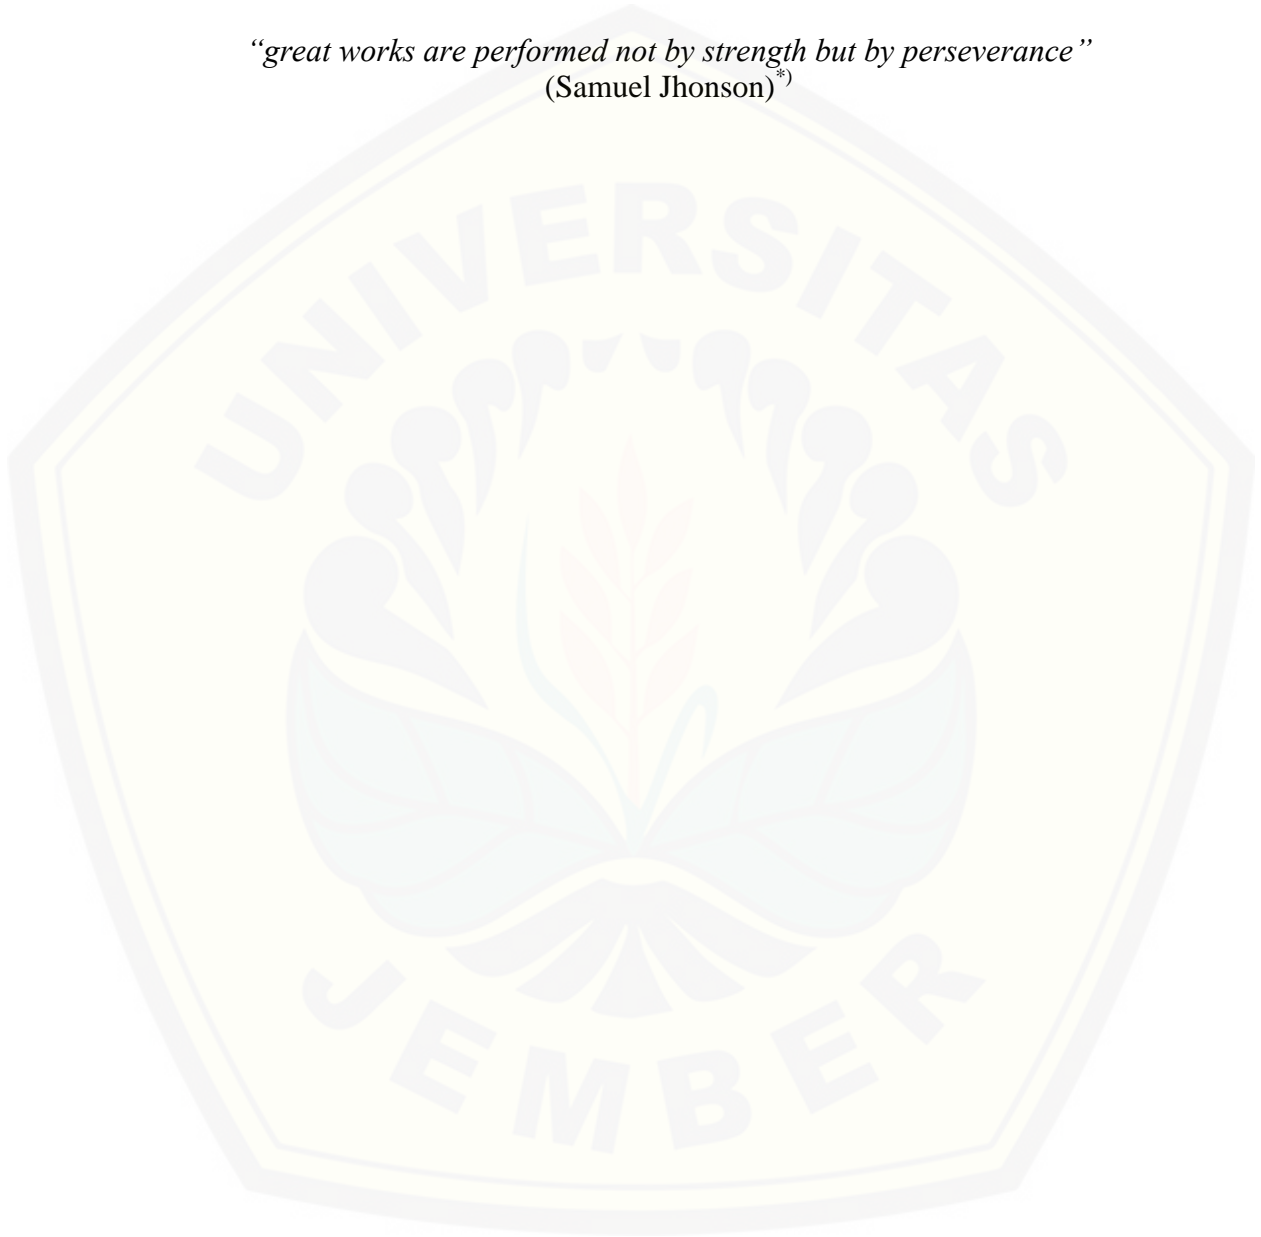 “great works are performed not by strength but by perseverance”
(Samuel Jhonson)*)
UNIVERSITAS
JEMBER